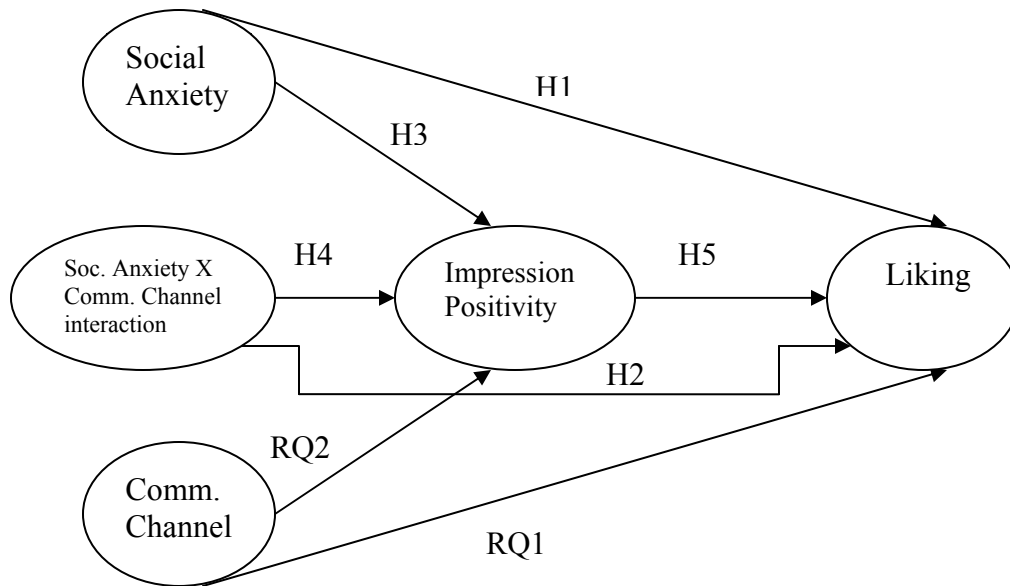 Social
Anxiety
H1
H3
Soc. Anxiety X
Comm. Channel
interaction
H4
Impression
Positivity
H5
Liking
H2
RQ2
Comm.
Channel
RQ1